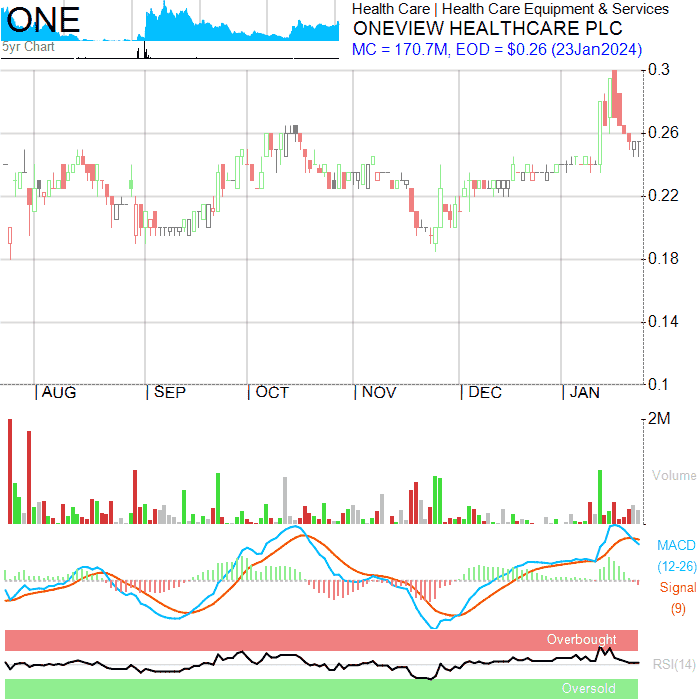 ONE
5yr Chart
Health Care | Health Care Equipment & Services
ONEVIEW HEALTHCARE PLC
MC = 170.7M, EOD = $0.26 (23Jan2024)
0.3
0.26
0.22
0.18
0.14
0.1
|AUG |SEP |OCT |NOV |DEC |JAN
2M
Volume
MACD
(12-26)
Signal
(9)
Overbought
RSI(14)
Oversold